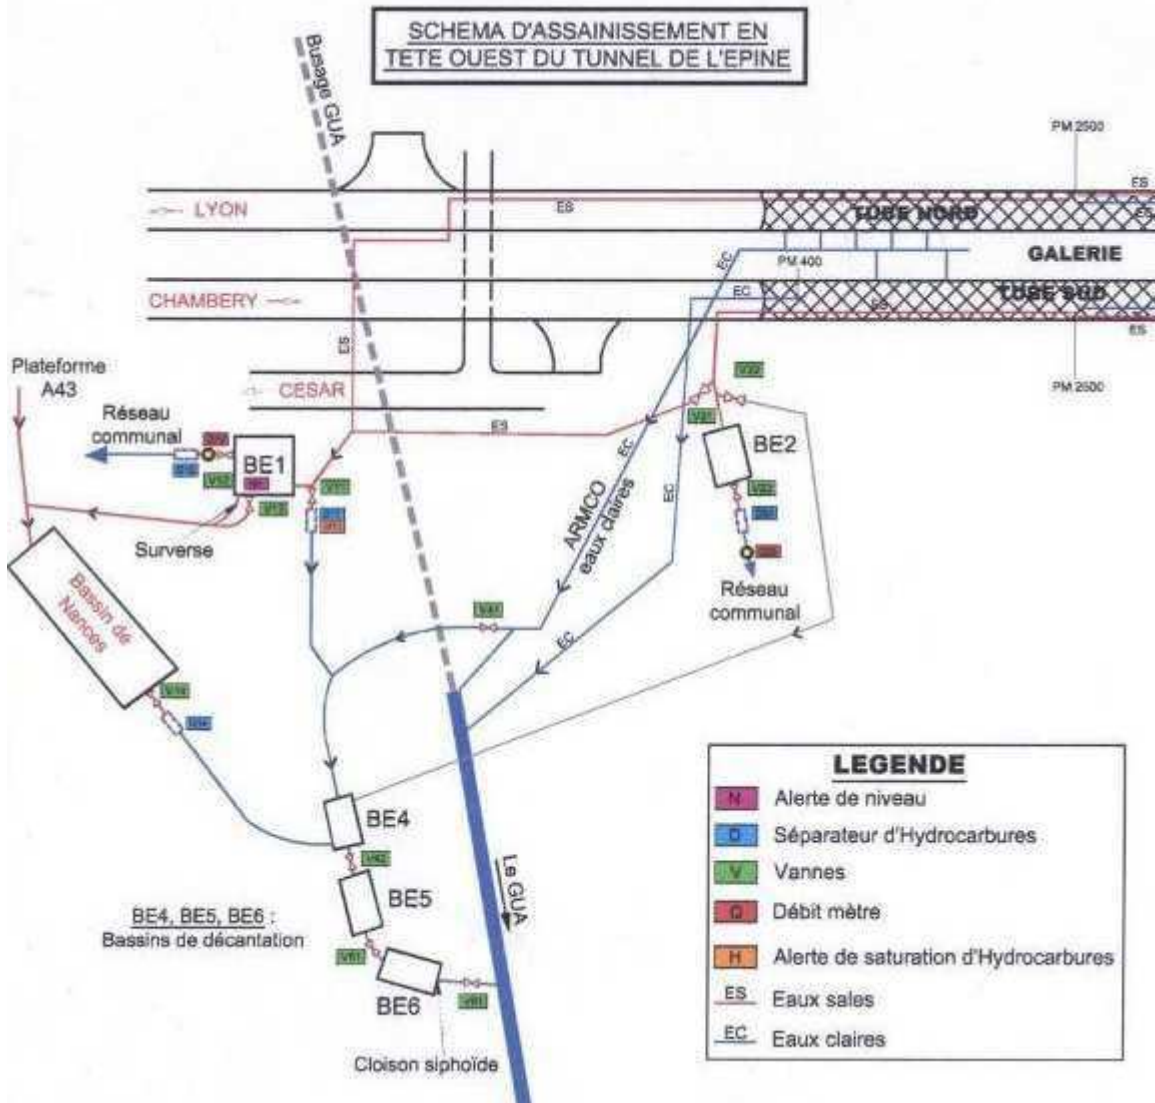 SCHEMA D'ASSAINISSEMENT EN
TETE OUEST DU TUNNEL DE L'EPINE
Busage GUA
PM 2500
ES
LYON
ES
TUBE NORD
EC
GALERIE
PM 400
EC
CHAMBERY
TUBE SUD
ES
ES
ES
PM 2500
Plateforme
A43
CESAR
V22
V21
Réseau
communal
ES
BE1
BE2
EC
EC
V11
V13
Surverse
ARMCO
eaux claires
Réseau
communal
Bassin de
Nances
EC
BE4
BE5
BE6
Le GUA
BE4, BE5, BE6 :
Bassins de décantation
Cloison siphoïde
LEGENDE
N Alerte de niveau
D Séparateur d'Hydrocarbures
V Vannes
Q Débit mètre
H Alerte de saturation d'Hydrocarbures
ES Eaux sales
EC Eaux claires